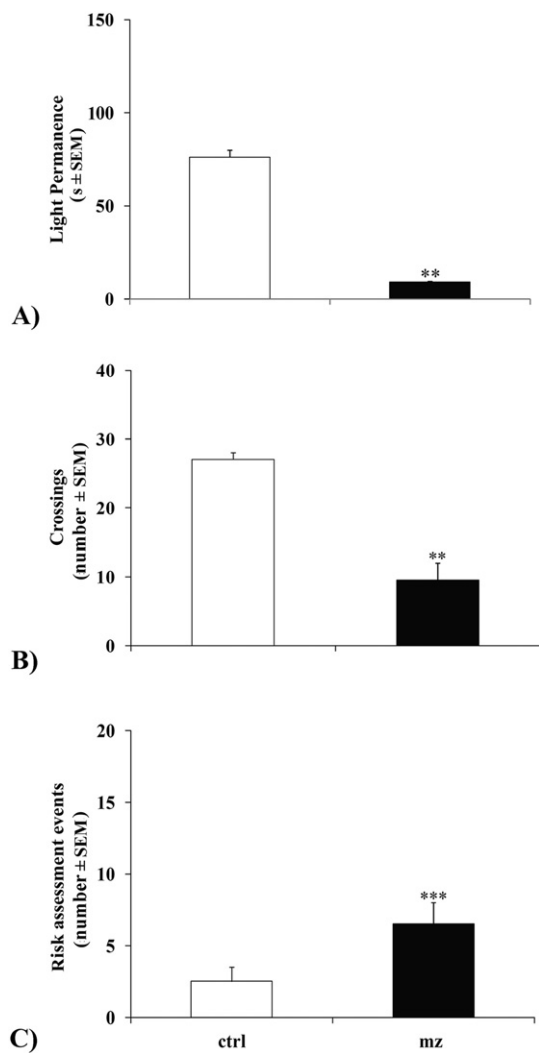 150
100
50
0
Light Permanence
(s ± SEM)
**
A)
40
30
20
10
0
Crossings
(number ± SEM)
**
B)
20
15
10
5
0
Risk assessment events
(number ± SEM)
***
C)
ctrl mz